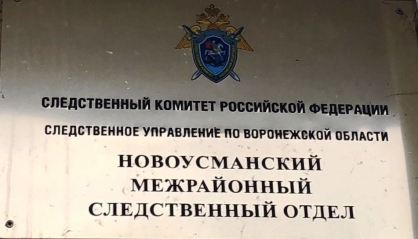 СЛЕДСТВЕННЫЙ КОМИТЕТ РОССИЙСКОЙ ФЕДЕРАЦИИ
СЛЕДСТВЕННОЕ УПРАВЛЕНИЕ ПО ВОРОНЕЖСКОЙ ОБЛАСТИ
НОВОУСМАНСКИЙ
МЕЖРАЙОННЫЙ
СЛЕДСТВЕННЫЙ ОТДЕЛ